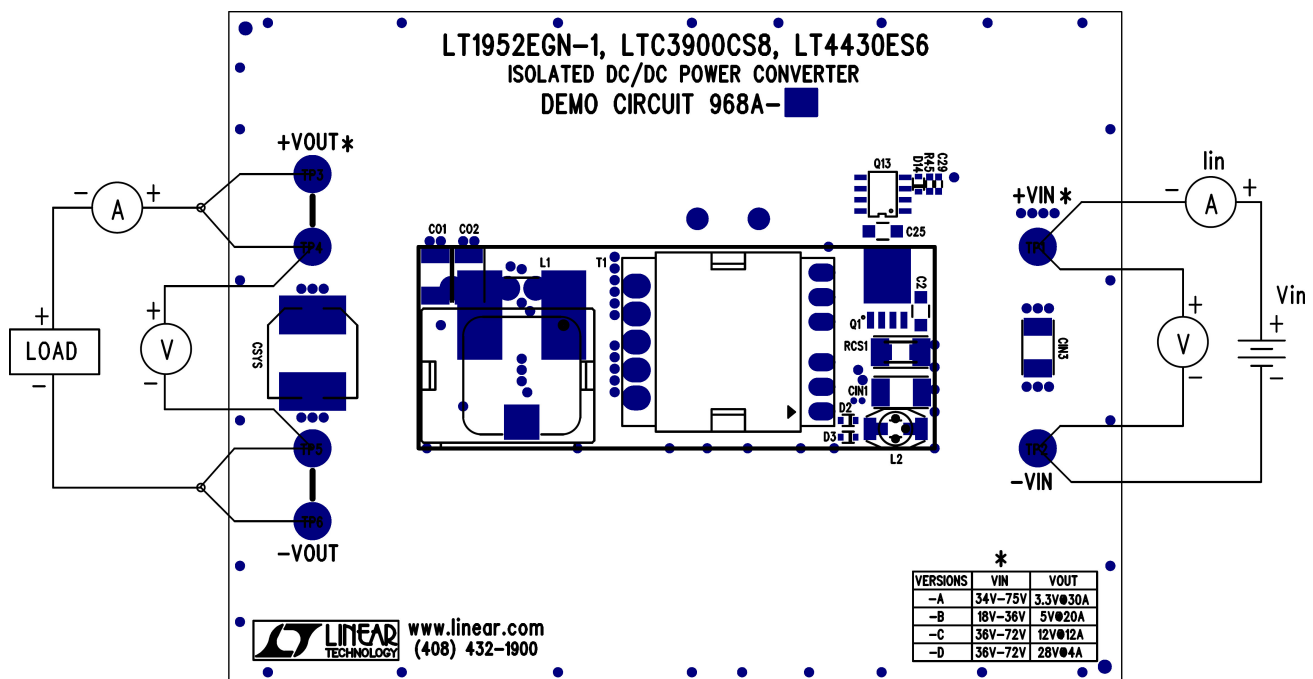 LT1952EGN-1, LTC3900CS8, LT4430ES6
ISOLATED DC/DC POWER CONVERTER
DEMO CIRCUIT 968A-
+VOUT *
TP3
- A +
TP4
+
LOAD
-
+
V
-
CSYS
TP5
TP6
-VOUT
CO1 CO2
L1
T1
Q13
D14
R45
C29
C25
C2
Q1
RCS1
CIN1
D2
D3
L2
+VIN *
TP1
Iin
- A +
+
V
-
Vin
+
-
CIN3
TP2
-VIN
*
VERSIONS VIN VOUT
-A 34V-75V 3.3V@30A
-B 18V-36V 5V@20A
-C 36V-72V 12V@12A
-D 36V-72V 28V@4A
LT LINEAR
TECHNOLOGY
www.linear.com
(408) 432-1900